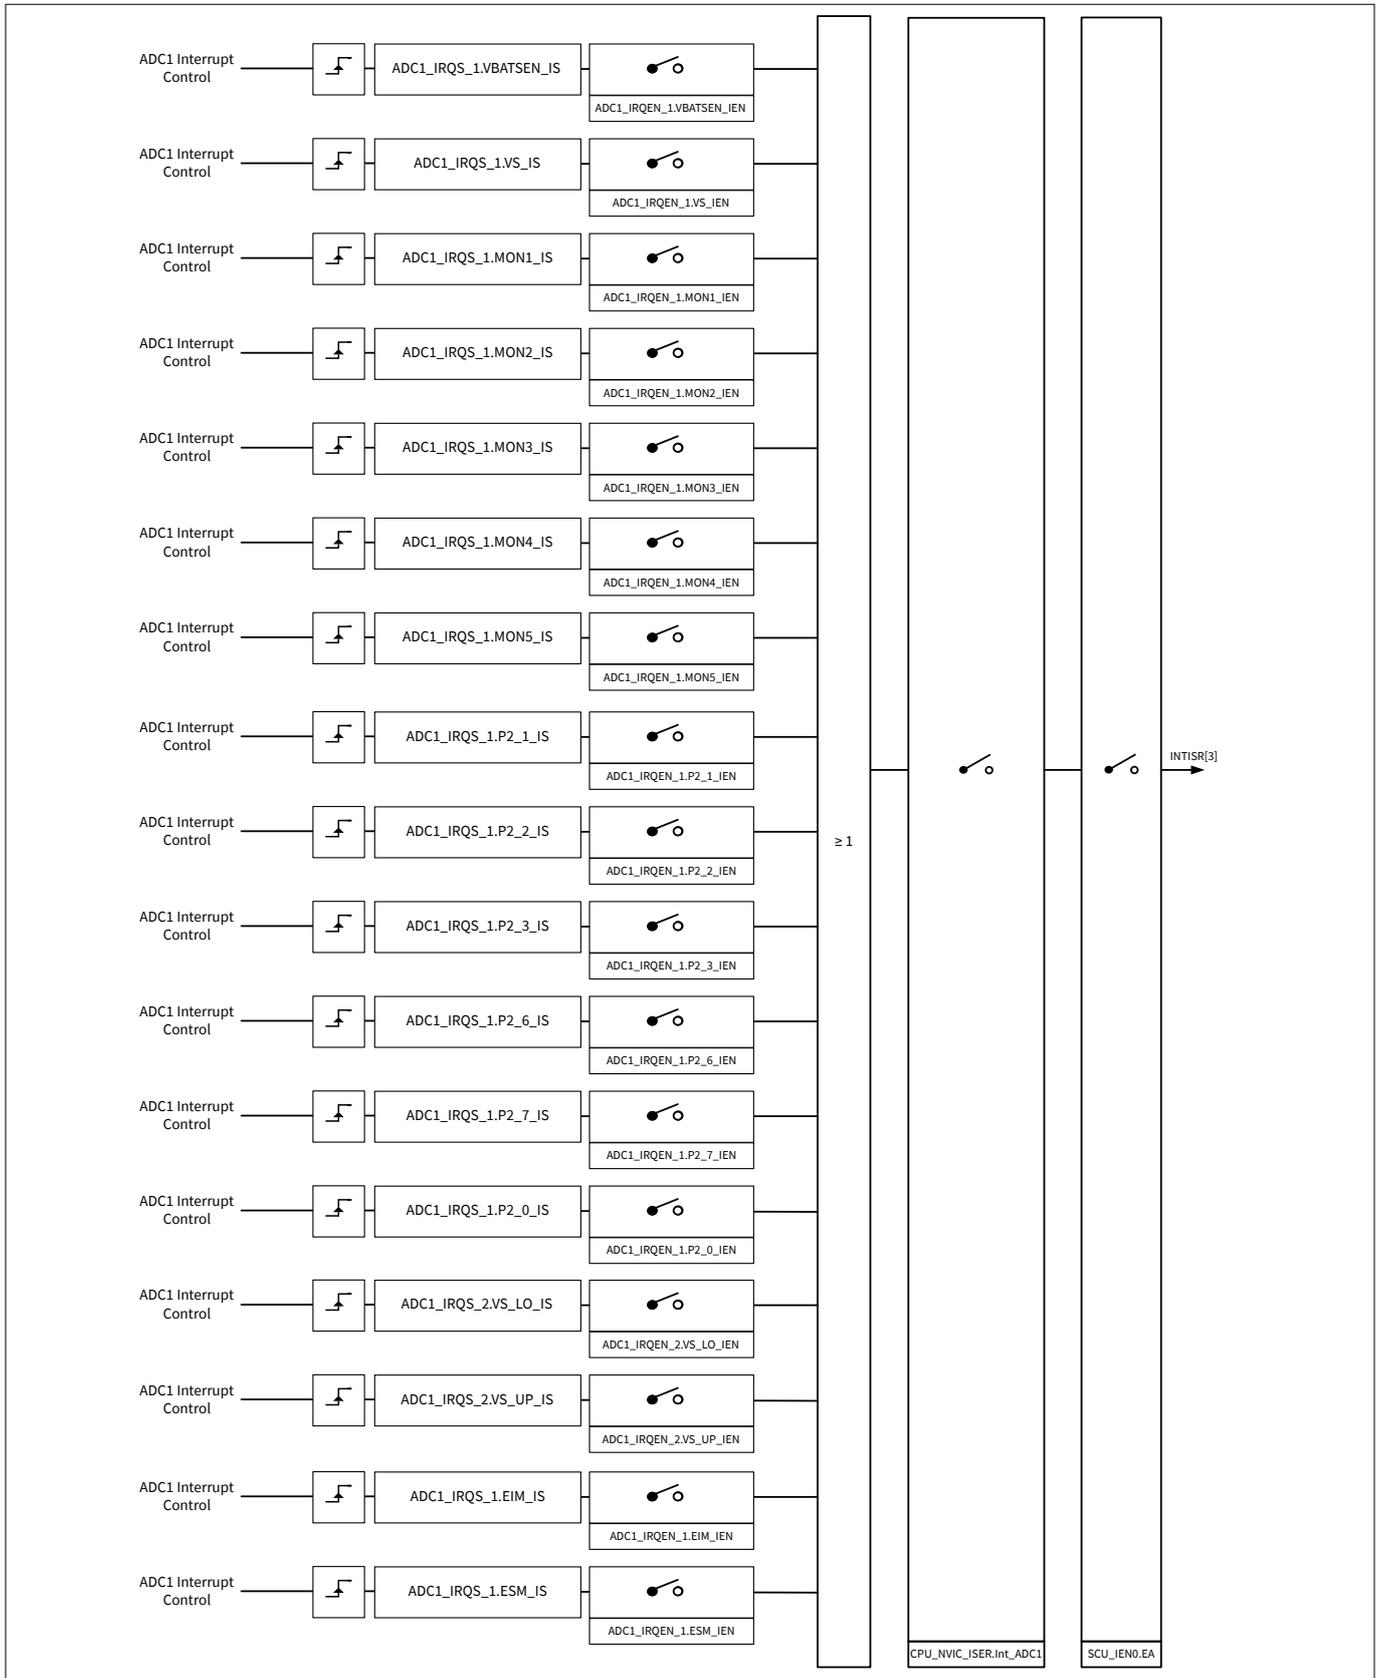 ADC1 Interrupt
Control
ADC1_IRQS_1.VBATSEN_IS
ADC1_IRQEN_1.VBATSEN_IEN
ADC1 Interrupt
Control
ADC1_IRQS_1.VS_IS
ADC1_IRQEN_1.VS_IEN
ADC1 Interrupt
Control
ADC1_IRQS_1.MON1_IS
ADC1_IRQEN_1.MON1_IEN
ADC1 Interrupt
Control
ADC1_IRQS_1.MON2_IS
ADC1_IRQEN_1.MON2_IEN
ADC1 Interrupt
Control
ADC1_IRQS_1.MON3_IS
ADC1_IRQEN_1.MON3_IEN
ADC1 Interrupt
Control
ADC1_IRQS_1.MON4_IS
ADC1_IRQEN_1.MON4_IEN
ADC1 Interrupt
Control
ADC1_IRQS_1.MON5_IS
ADC1_IRQEN_1.MON5_IEN
ADC1 Interrupt
Control
ADC1_IRQS_1.P2_1_IS
ADC1_IRQEN_1.P2_1_IEN
INTISR[3]
ADC1 Interrupt
Control
ADC1_IRQS_1.P2_2_IS
ADC1_IRQEN_1.P2_2_IEN
≥ 1
ADC1 Interrupt
Control
ADC1_IRQS_1.P2_3_IS
ADC1_IRQEN_1.P2_3_IEN
ADC1 Interrupt
Control
ADC1_IRQS_1.P2_6_IS
ADC1_IRQEN_1.P2_6_IEN
ADC1 Interrupt
Control
ADC1_IRQS_1.P2_7_IS
ADC1_IRQEN_1.P2_7_IEN
ADC1 Interrupt
Control
ADC1_IRQS_1.P2_0_IS
ADC1_IRQEN_1.P2_0_IEN
ADC1 Interrupt
Control
ADC1_IRQS_2.VS_LO_IS
ADC1_IRQEN_2.VS_LO_IEN
ADC1 Interrupt
Control
ADC1_IRQS_2.VS_UP_IS
ADC1_IRQEN_2.VS_UP_IEN
ADC1 Interrupt
Control
ADC1_IRQS_1.EIM_IS
ADC1_IRQEN_1.EIM_IEN
ADC1 Interrupt
Control
ADC1_IRQS_1.ESM_IS
ADC1_IRQEN_1.ESM_IEN
CPU_NVIC_ISER.Int_ADC1
SCU_IEN0.EA